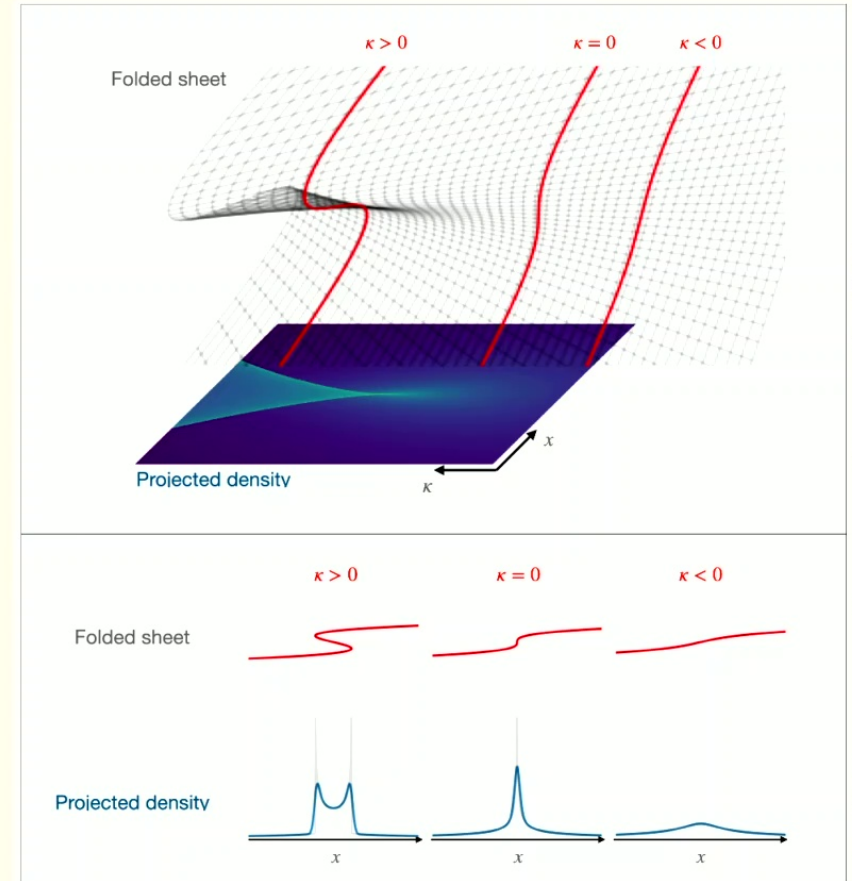 κ > 0 κ = 0 κ < 0
Folded sheet
x
Projected density
κ
κ > 0 κ = 0 κ < 0
Folded sheet
Projected density
x x x